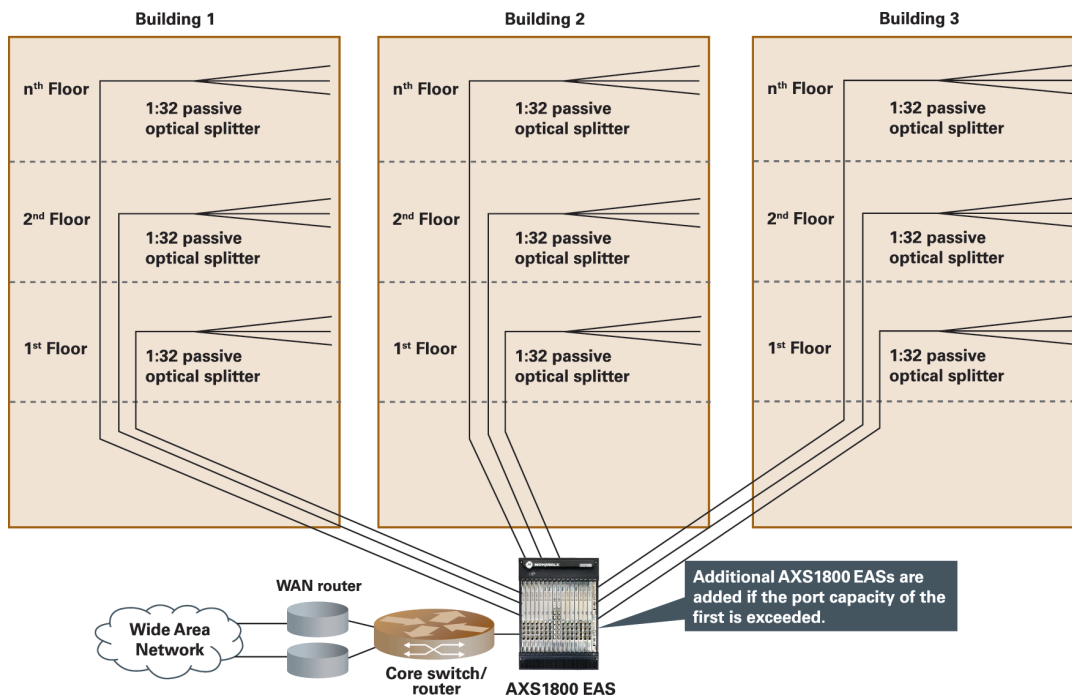 Building 1
Building 2
Building 3
nth Floor
1:32 passive
optical splitter
2nd Floor
1:32 passive
optical splitter
1st Floor
1:32 passive
optical splitter
nth Floor
1:32 passive
optical splitter
2nd Floor
1:32 passive
optical splitter
1st Floor
1:32 passive
optical splitter
nth Floor
1:32 passive
optical splitter
2nd Floor
1:32 passive
optical splitter
1st Floor
1:32 passive
optical splitter
Wide Area
Network
WAN router
Core switch/
router
MOTOROLA
AXS1800 EAS
Additional AXS1800 EASs are
added if the port capacity of the
first is exceeded.